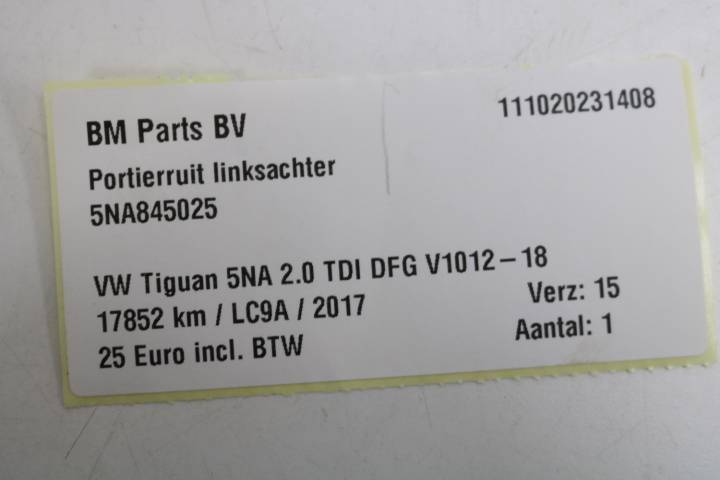 BM Parts BV
111020231408
Portierruit linksachter
5NA845025
VW Tiguan 5NA 2.0 TDI DFG V1012-18
17852 km / LC9A / 2017
Verz: 15
25 Euro incl. BTW
Aantal: 1